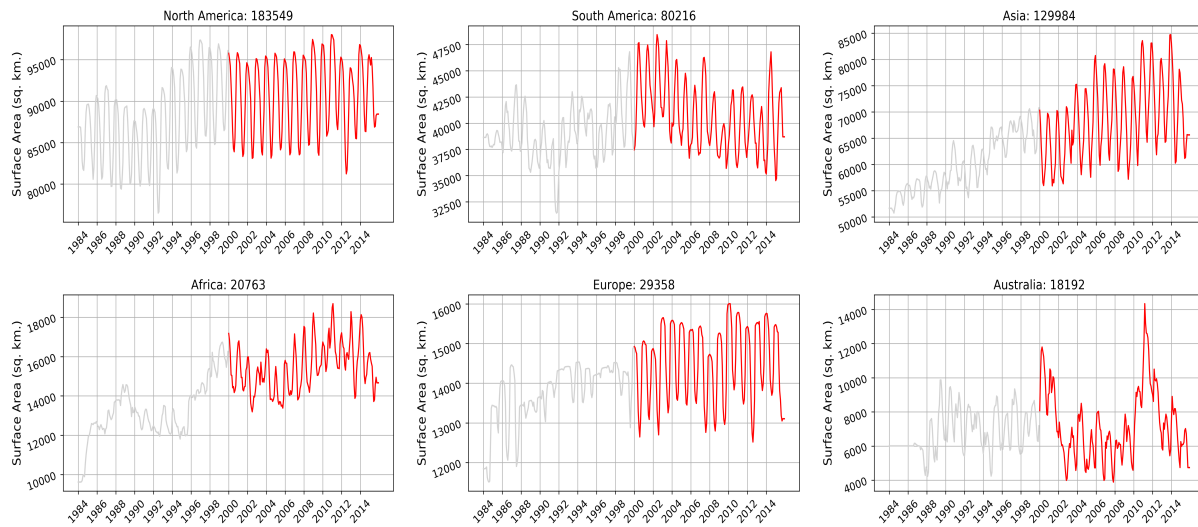 North America: 183549
Surface Area (sq. km.)
95000
90000
85000
80000
1984 1986 1988 1990 1992 1994 1996 1998 2000 2002 2004 2006 2008 2010 2012 2014
South America: 80216
Surface Area (sq. km.)
47500
45000
42500
40000
37500
35000
32500
1984 1986 1988 1990 1992 1994 1996 1998 2000 2002 2004 2006 2008 2010 2012 2014
Asia: 129984
Surface Area (sq. km.)
85000
80000
75000
70000
65000
60000
55000
50000
1984 1986 1988 1990 1992 1994 1996 1998 2000 2002 2004 2006 2008 2010 2012 2014
Africa: 20763
Surface Area (sq. km.)
18000
16000
14000
12000
10000
1984 1986 1988 1990 1992 1994 1996 1998 2000 2002 2004 2006 2008 2010 2012 2014
Europe: 29358
Surface Area (sq. km.)
16000
15000
14000
13000
12000
1984 1986 1988 1990 1992 1994 1996 1998 2000 2002 2004 2006 2008 2010 2012 2014
Australia: 18192
Surface Area (sq. km.)
14000
12000
10000
8000
6000
4000
1984 1986 1988 1990 1992 1994 1996 1998 2000 2002 2004 2006 2008 2010 2012 2014